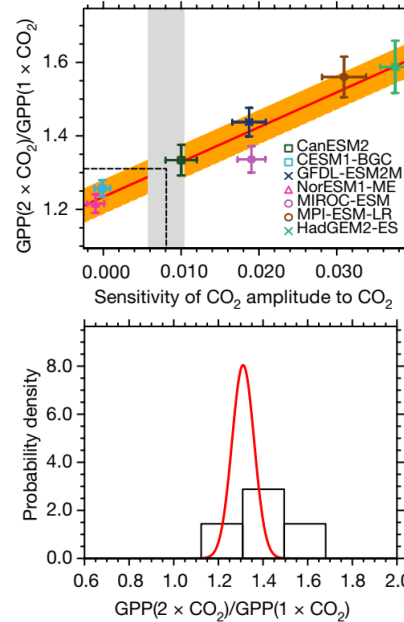 GPP(2 × CO₂)/GPP(1 × CO₂)
1.6
1.4
1.2
CanESM2
CESM1-BGC
GFDL-ESM2M
NorESM1-ME
MIROC-ESM
MPI-ESM-LR
HadGEM2-ES
0.000 0.010 0.020 0.030
Sensitivity of CO₂ amplitude to CO₂
Probability density
8.0
6.0
4.0
2.0
0.0
0.6 0.8 1.0 1.2 1.4 1.6 1.8 2.0
GPP(2 × CO₂)/GPP(1 × CO₂)